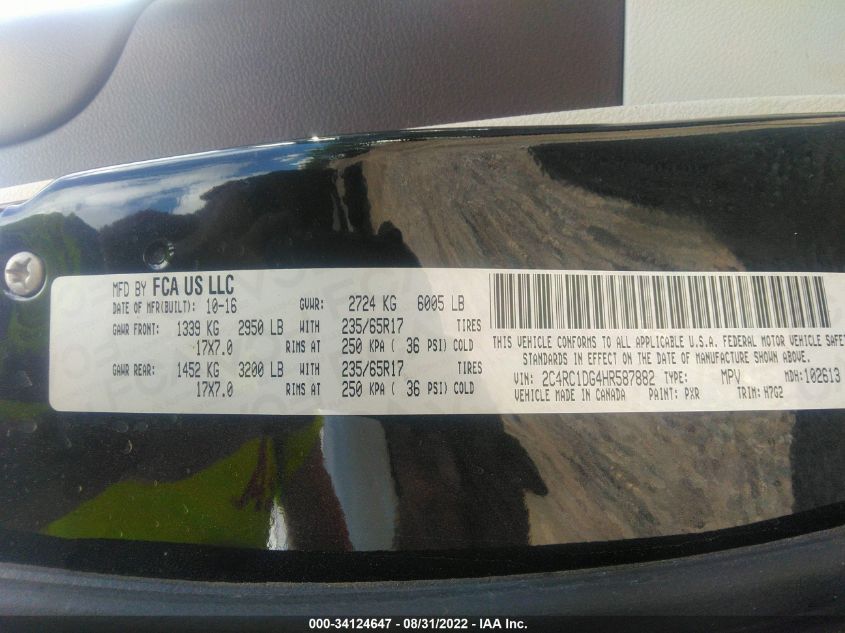 MFD BY FCA US LLC
DATE OF MFR(BUILT): 10-16 GVWR: 2724 KG 6005 LB
GAWR FRONT: 1339 KG 2950 LB WITH 235/65R17 TIRES
17X7.0 RIMS AT 250 KPA ( 36 PSI) COLD
GAWR REAR: 1452 KG 3200 LB WITH 235/65R17 TIRES
17X7.0 RIMS AT 250 KPA ( 36 PSI) COLD
THIS VEHICLE CONFORMS TO ALL APPLICABLE U.S.A. FEDERAL MOTOR VEHICLE SAFE
STANDARDS IN EFFECT ON THE DATE OF MANUFACTURE SHOWN ABOVE.
VIN: 2C4RC1DG4HR587882 TYPE: MPV MDH:102613
VEHICLE MADE IN CANADA PAINT: PXR TRIM: H7G2
000-34124647 - 08/31/2022 - IAA Inc.